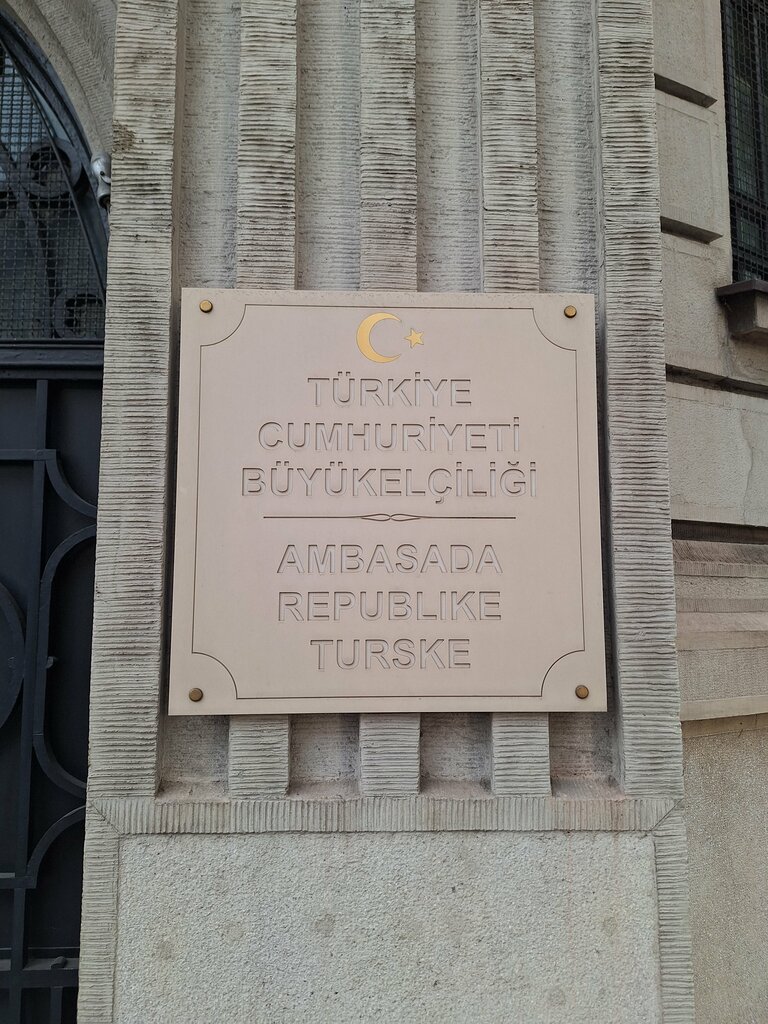 TÜRKİYE
CUMHURİYETİ
BÜYÜKELÇİLİĞİ
AMBASADA
REPUBLIKE
TURSKE